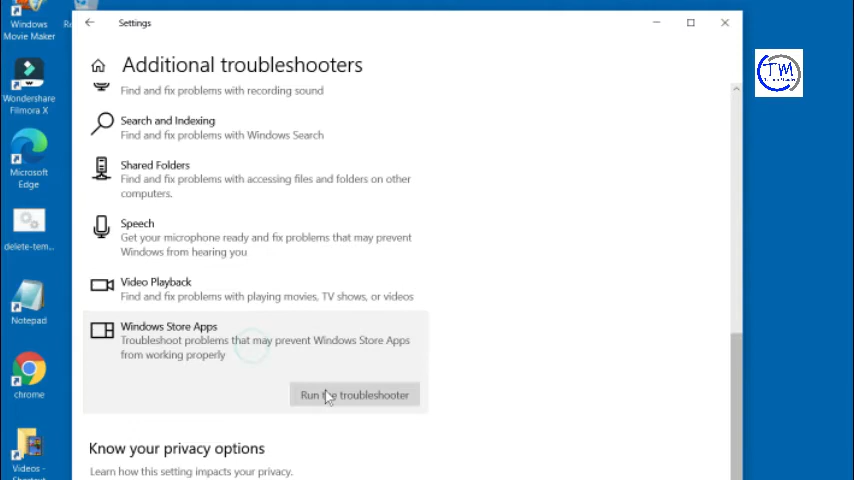 Windows
Movie Maker
Settings
Additional troubleshooters
Find and fix problems with recording sound
Search and Indexing
Find and fix problems with Windows Search
Shared Folders
Find and fix problems with accessing files and folders on other
computers.
Speech
Get your microphone ready and fix problems that may prevent
Windows from hearing you
Video Playback
Find and fix problems with playing movies, TV shows, or videos
Windows Store Apps
Troubleshoot problems that may prevent Windows Store Apps
from working properly
Run the troubleshooter
Know your privacy options
Learn how this setting impacts your privacy.
Wondershare
Filmora X
Microsoft
Edge
delete-tem...
Notepad
chrome
Videos -
Shortcut
TM